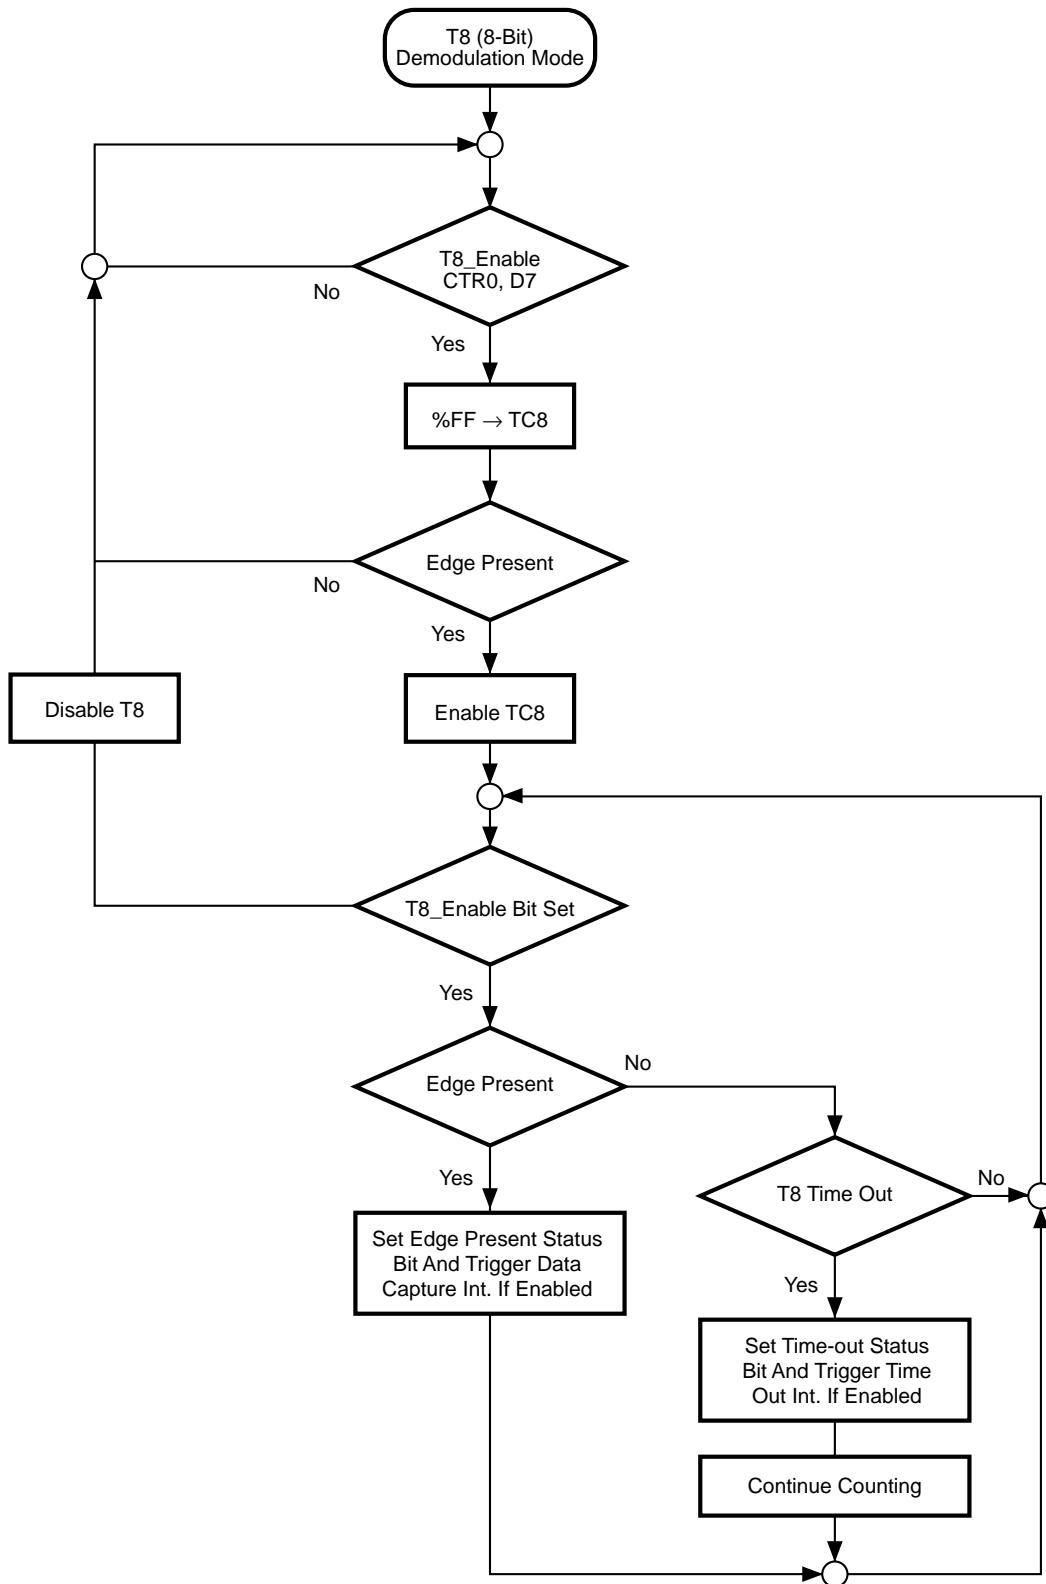 T8 (8-Bit)
Demodulation Mode
T8_Enable
CTR0, D7
No
Yes
%FF → TC8
Edge Present
No
Yes
Disable T8
Enable TC8
T8_Enable Bit Set
Yes
Edge Present
No
Yes
T8 Time Out
No
Set Edge Present Status
Bit And Trigger Data
Capture Int. If Enabled
Yes
Set Time-out Status
Bit And Trigger Time
Out Int. If Enabled
Continue Counting